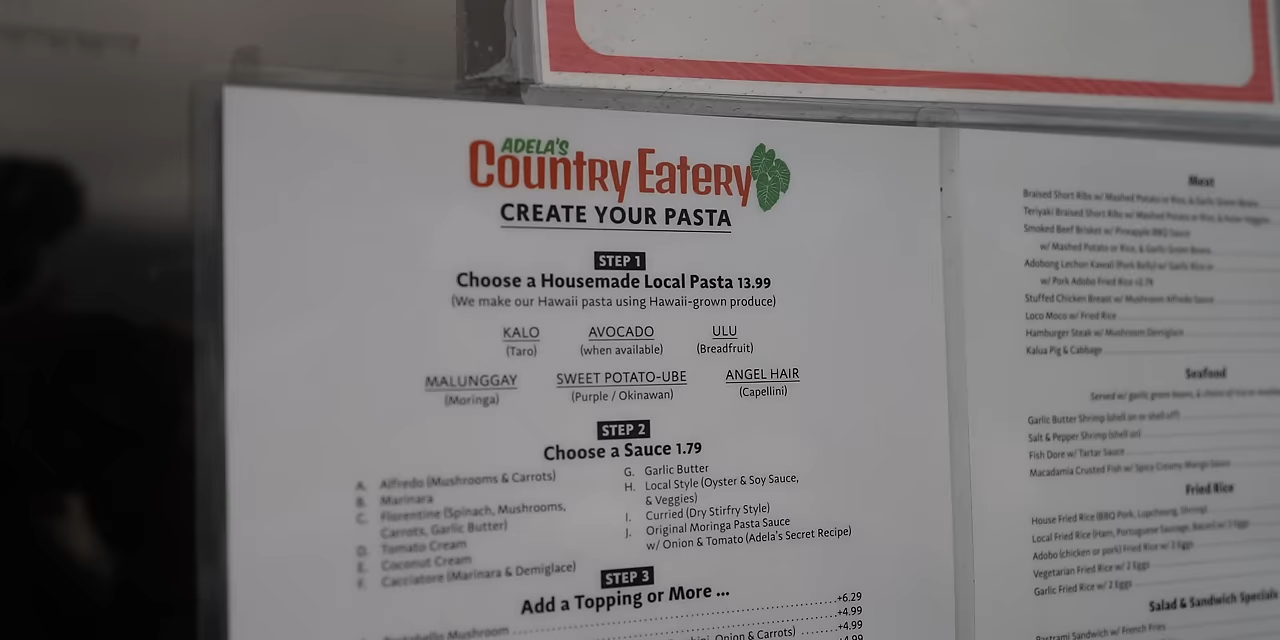 ADELA'S
Country Eatery
CREATE YOUR PASTA
STEP 1
Choose a Housemade Local Pasta 13.99
(We make our Hawaii pasta using Hawaii-grown produce)
KALO AVOCADO ULU
(Taro) (when available) (Breadfruit)
MALUNGGAY SWEET POTATO-UBE ANGEL HAIR
(Moringa) (Purple / Okinawan) (Capellini)
STEP 2
Choose a Sauce 1.79
A. Alfredo (Mushrooms & Carrots)
B. Marinara
C. Florentine (Spinach, Mushrooms,
Carrots, Garlic Butter)
D. Tomato Cream
E. Coconut Cream
F. Cacciatore (Marinara & Demiglace)
G. Garlic Butter
H. Local Style (Oyster & Soy Sauce,
& Veggies)
I. Curried (Dry Stirfry Style)
J. Original Moringa Pasta Sauce
w/ Onion & Tomato (Adela's Secret Recipe)
STEP 3
Add a Topping or More ...
Mushroom +6.29
+4.99
Onion & Carrots) +4.99
+4.99
Meat
Braised Short Ribs w/ Mashed Potato or Rice, & Garlic Green Beans
Teriyaki Braised Short Ribs w/ Mashed Potato or Rice, &
Smoked Beef Brisket w/ Pineapple BBQ Sauce
w/ Mashed Potato or Rice, & Garlic Green Beans
Adobong Lechon Kawali (Pork Belly) w/ Garlic Rice or
w/ Pork Adobo Fried Rice
Stuffed Chicken Breast w/ Mushroom Alfredo Sauce
Loco Moco w/ Fried Rice
Hamburger Steak w/ Mushroom Demiglace
Kalua Pig & Cabbage
Seafood
Served w/ garlic green beans, &
Garlic Butter Shrimp (shell on or shell off)
Salt & Pepper Shrimp (shell on)
Fish Dore w/ Tartar Sauce
Macadamia Crusted Fish w/ Spicy Creamy Mango Sauce
Fried Rice
House Fried Rice (BBQ Pork, Lupcheong, Shrimp)
Local Fried Rice (Ham, Portuguese Sausage, Bacon) w/ 2 Eggs
Adobo (chicken or pork) Fried Rice w/ 2 Eggs
Vegetarian Fried Rice w/ 2 Eggs
Garlic Fried Rice w/ 2 Eggs
Salad & Sandwich Specials
Pastrami Sandwich w/ French Fries